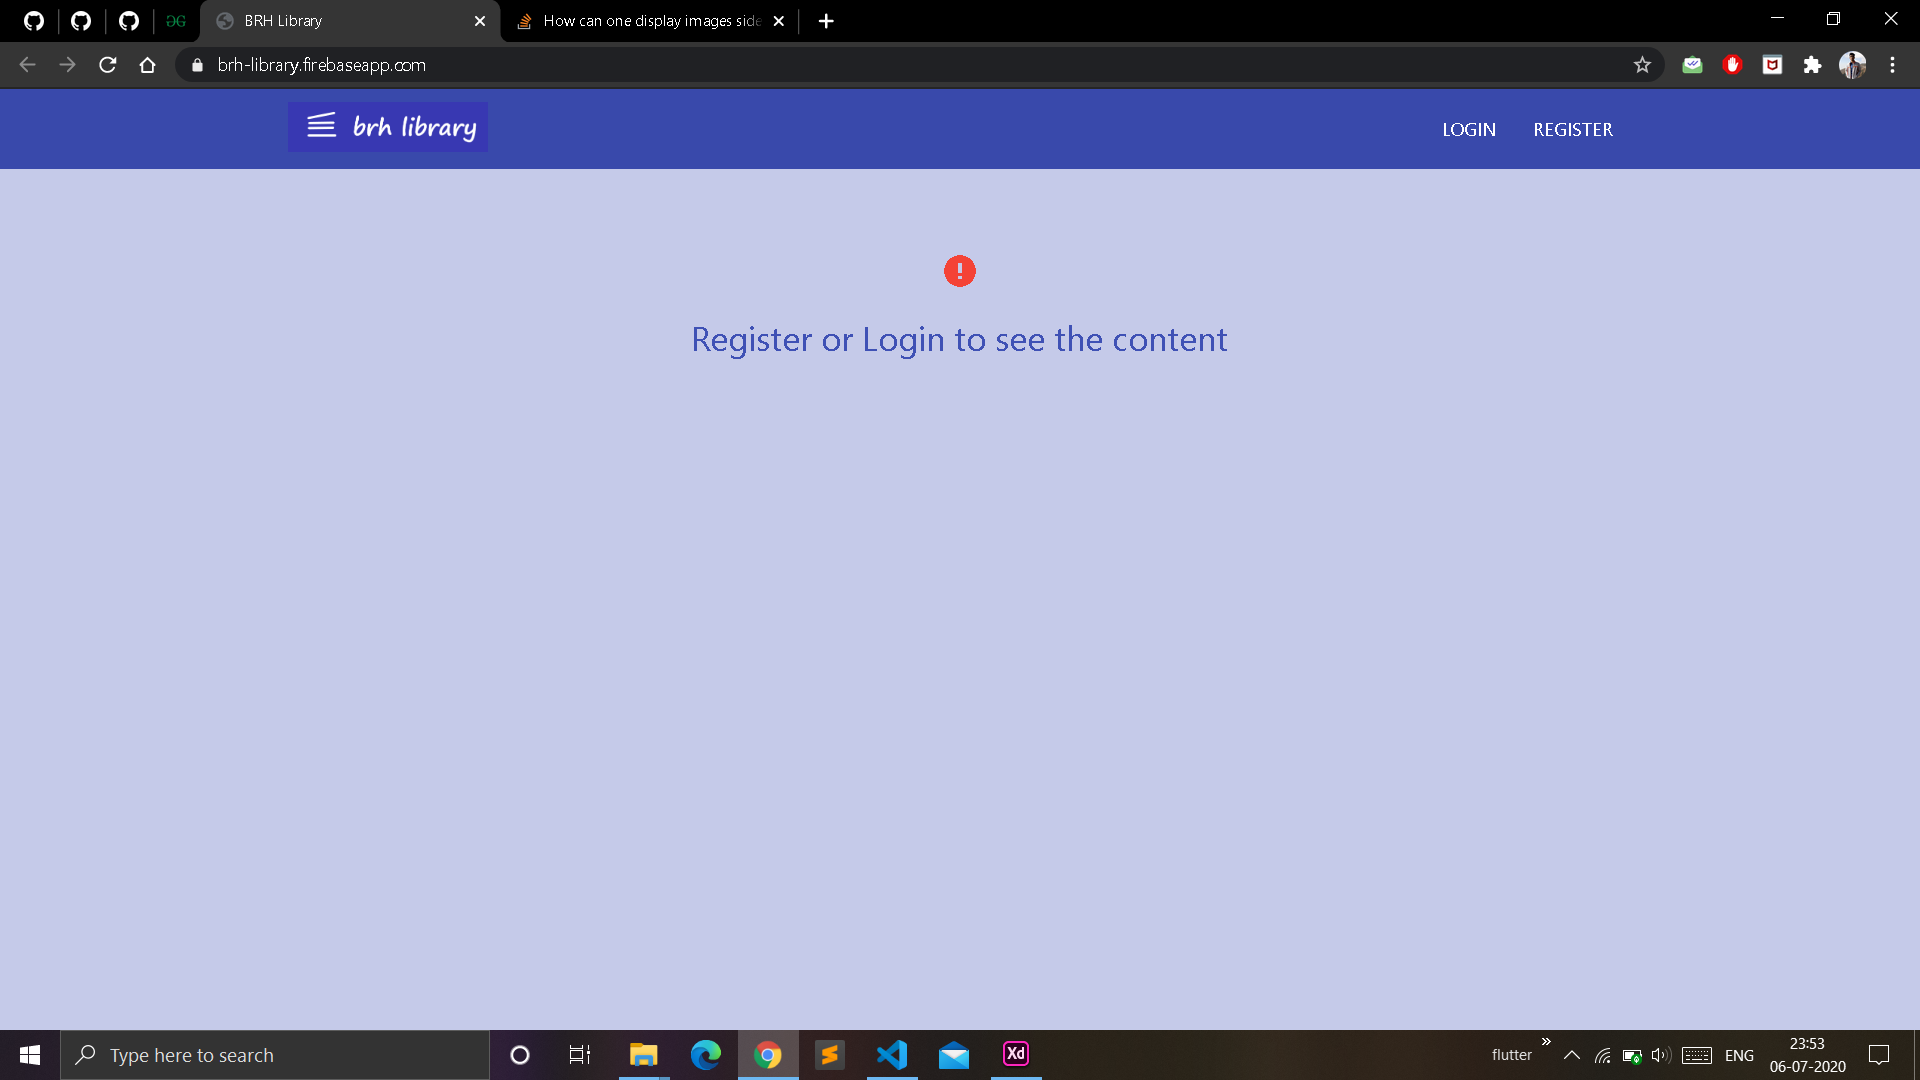 BRH Library
How can one display images side
brh-library.firebaseapp.com
brh library
LOGIN
REGISTER
Register or Login to see the content
Type here to search
Xd
flutter
ENG
23:53
06-07-2020